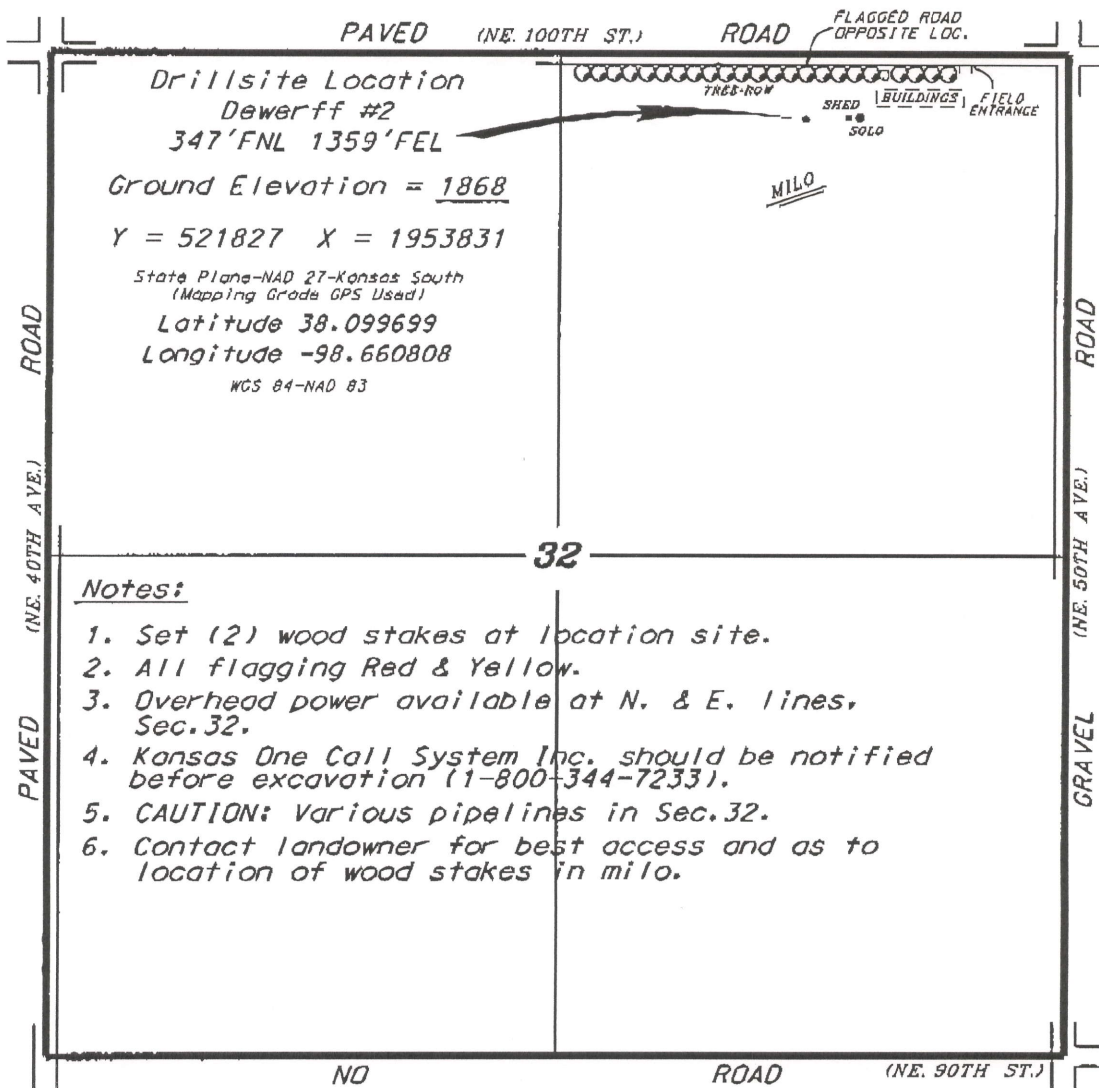 PAVED (NE. 100TH ST.) ROAD
FLAGGED ROAD
OPPOSITE LOC.
TREE-ROW
BUILDINGS
FIELD
ENTRANCE
SHED
SOLO
MILO
Drillsite Location
Dewerff #2
347'FNL 1359'FEL
Ground Elevation = 1868
Y = 521827 X = 1953831
State Plane-NAD 27-Kansas South
(Mapping Grade GPS Used)
Latitude 38.099699
Longitude -98.660808
WGS 84-NAD 83
PAVED (NE. 40TH AVE.) ROAD
GRAVEL (NE. 50TH AVE.) ROAD
32
Notes:
1. Set (2) wood stakes at location site.
2. All flagging Red & Yellow.
3. Overhead power available at N. & E. lines,
Sec.32.
4. Kansas One Call System Inc. should be notified
before excavation (1-800-344-7233).
5. CAUTION: Various pipelines in Sec.32.
6. Contact landowner for best access and as to
location of wood stakes in milo.
NO ROAD (NE. 90TH ST.)